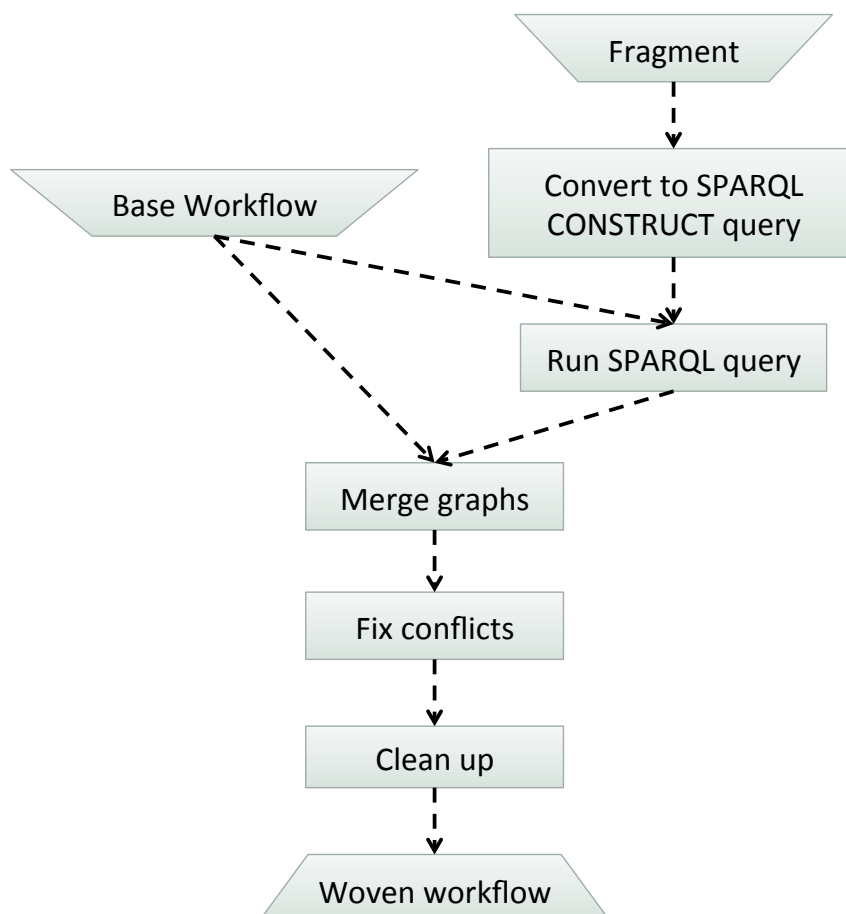 Fragment
Convert to SPARQL
CONSTRUCT query
Base Workflow
Run SPARQL query
Merge graphs
Fix conflicts
Clean up
Woven workflow